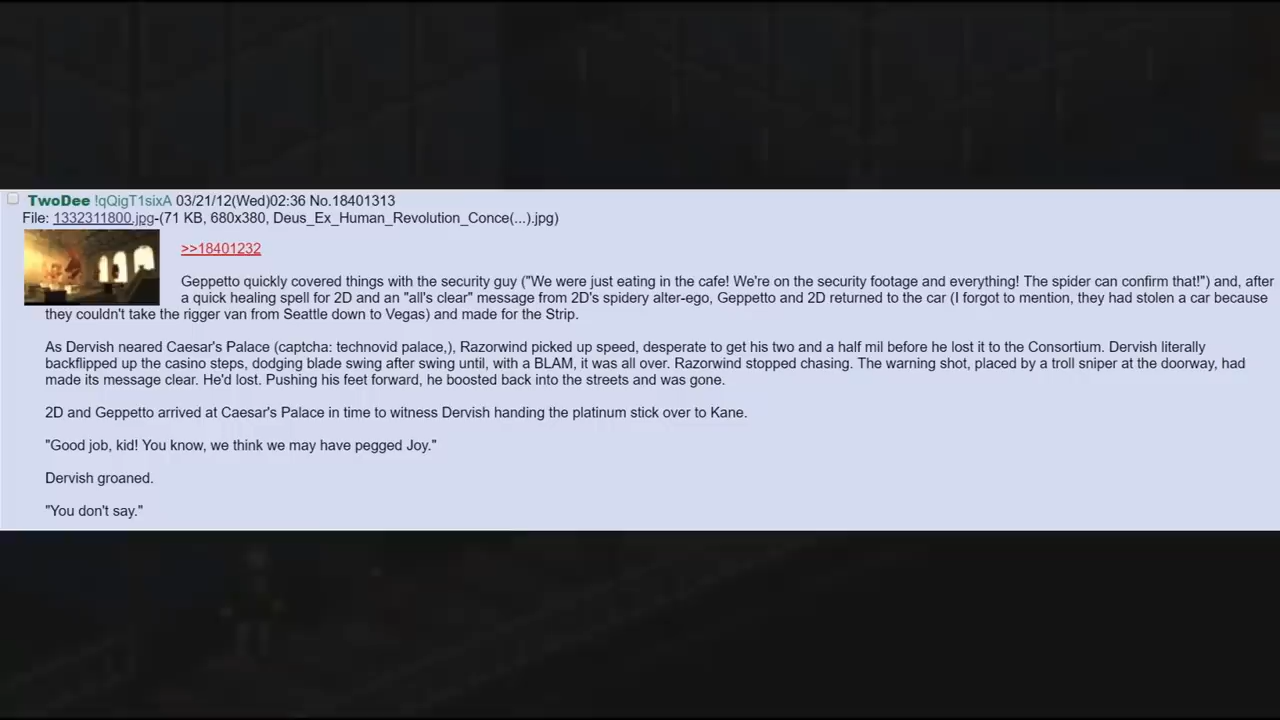 TwoDee !qQigT1sixA 03/21/12(Wed)02:36 No.18401313
File: 1332311800.jpg-(71 KB, 680x380, Deus_Ex_Human_Revolution_Conce(...).jpg)
>>18401232
Geppetto quickly covered things with the security guy ("We were just eating in the cafe! We're on the security footage and everything! The spider can confirm that!") and, after
a quick healing spell for 2D and an "all's clear" message from 2D's spidery alter-ego, Geppetto and 2D returned to the car (I forgot to mention, they had stolen a car because
they couldn't take the rigger van from Seattle down to Vegas) and made for the Strip.
As Dervish neared Caesar's Palace (captcha: technovid palace,), Razorwind picked up speed, desperate to get his two and a half mil before he lost it to the Consortium. Dervish literally
backflipped up the casino steps, dodging blade swing after swing until, with a BLAM, it was all over. Razorwind stopped chasing. The warning shot, placed by a troll sniper at the doorway, had
made its message clear. He'd lost. Pushing his feet forward, he boosted back into the streets and was gone.
2D and Geppetto arrived at Caesar's Palace in time to witness Dervish handing the platinum stick over to Kane.
"Good job, kid! You know, we think we may have pegged Joy."
Dervish groaned.
"You don't say."